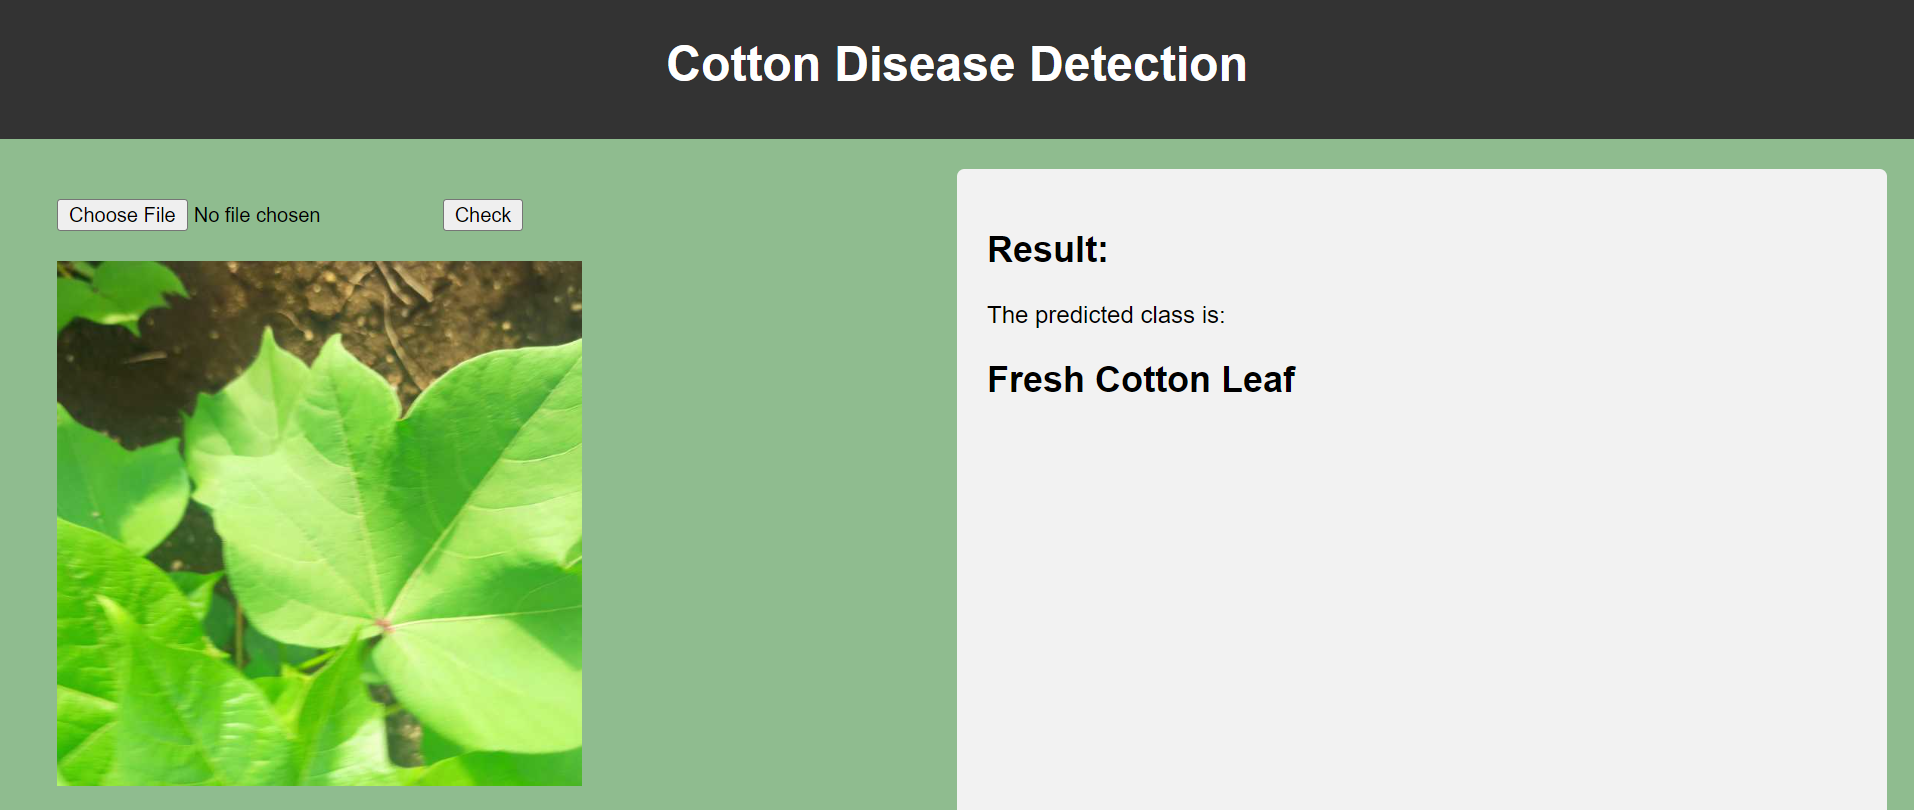 Cotton Disease Detection
Choose File No file chosen Check
Result:
The predicted class is:
Fresh Cotton Leaf